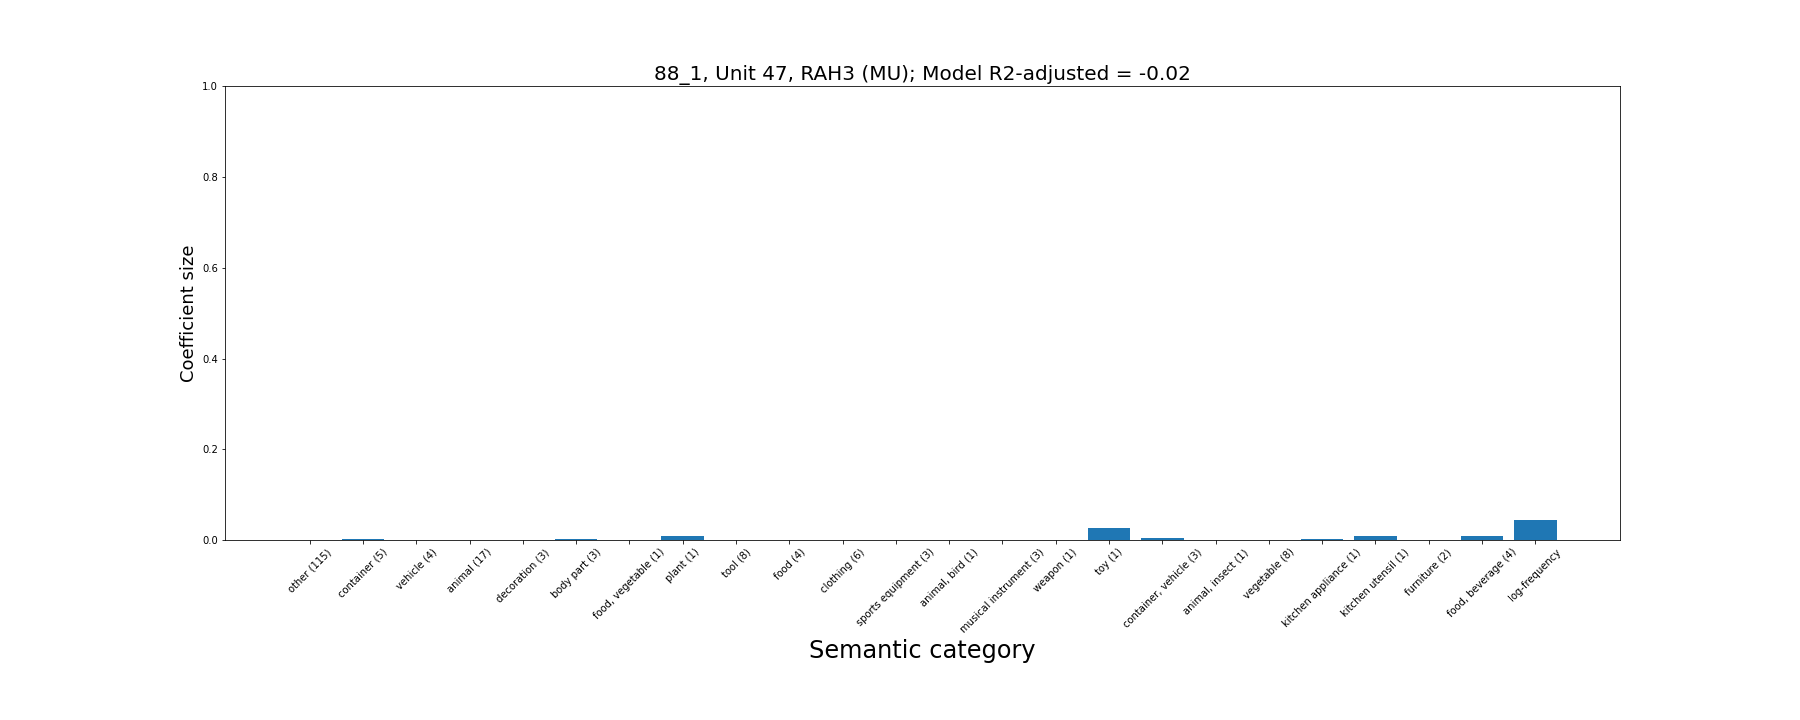 88_1, Unit 47, RAH3 (MU); Model R2-adjusted = -0.02
1.0
0.8
0.6
0.4
0.2
0.0
Coefficient size
other (115)
container (5)
vehicle (4)
animal (17)
decoration (3)
body part (3)
food, vegetable (1)
plant (1)
tool (8)
food (4)
clothing (6)
sports equipment (3)
animal, bird (1)
musical instrument (3)
weapon (1)
toy (1)
container, vehicle (3)
animal, insect (1)
vegetable (8)
kitchen appliance (1)
kitchen utensil (1)
furniture (2)
food, beverage (4)
log-frequency
Semantic category